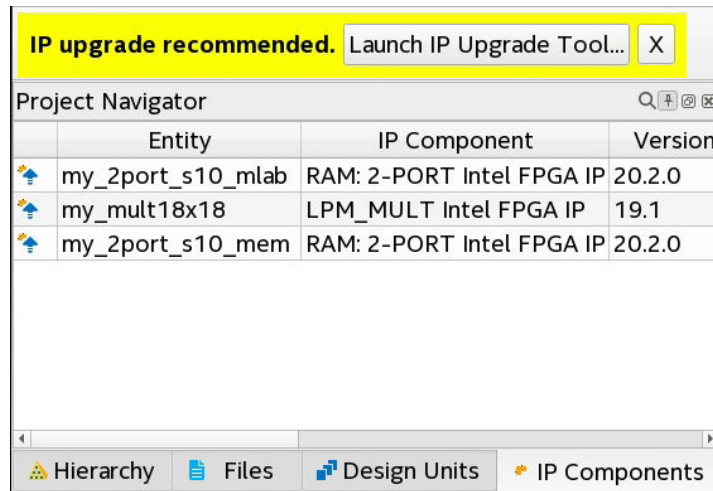 IP upgrade recommended. Launch IP Upgrade Tool... X
Project Navigator
Entity IP Component Version
my_2port_s10_mlab RAM: 2-PORT Intel FPGA IP 20.2.0
my_mult18x18 LPM_MULT Intel FPGA IP 19.1
my_2port_s10_mem RAM: 2-PORT Intel FPGA IP 20.2.0
Hierarchy Files Design Units IP Components